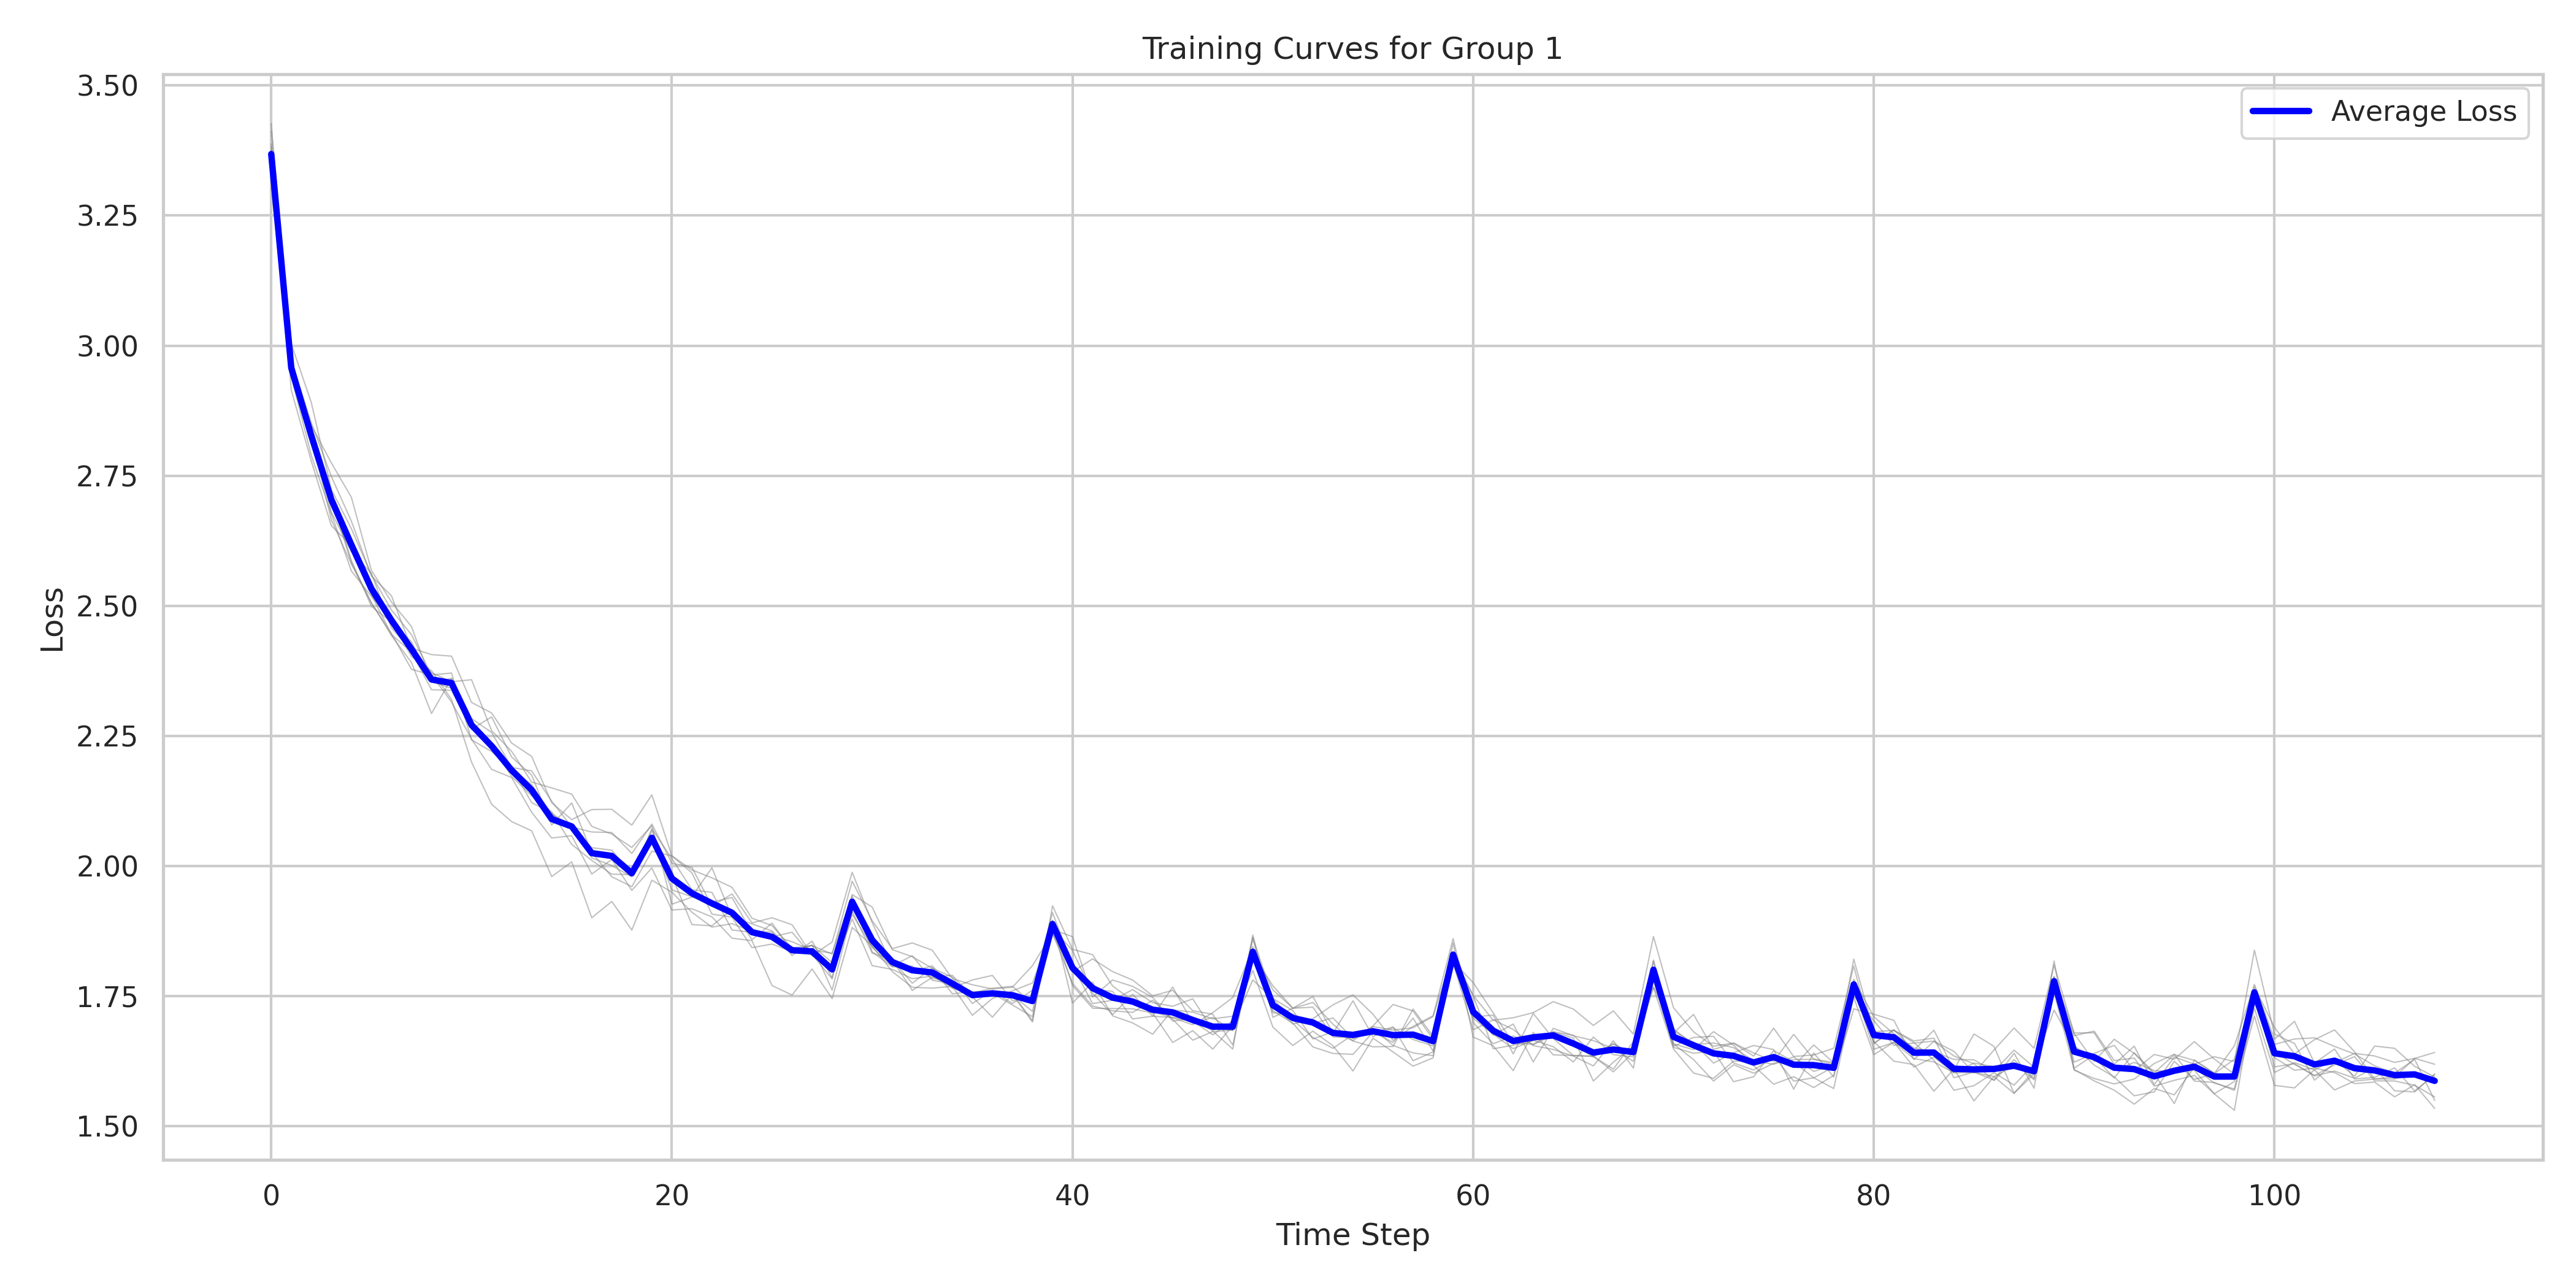 Training Curves for Group 1
Average Loss
3.50
3.25
3.00
2.75
2.50
2.25
2.00
1.75
1.50
Loss
0 20 40 60 80 100
Time Step